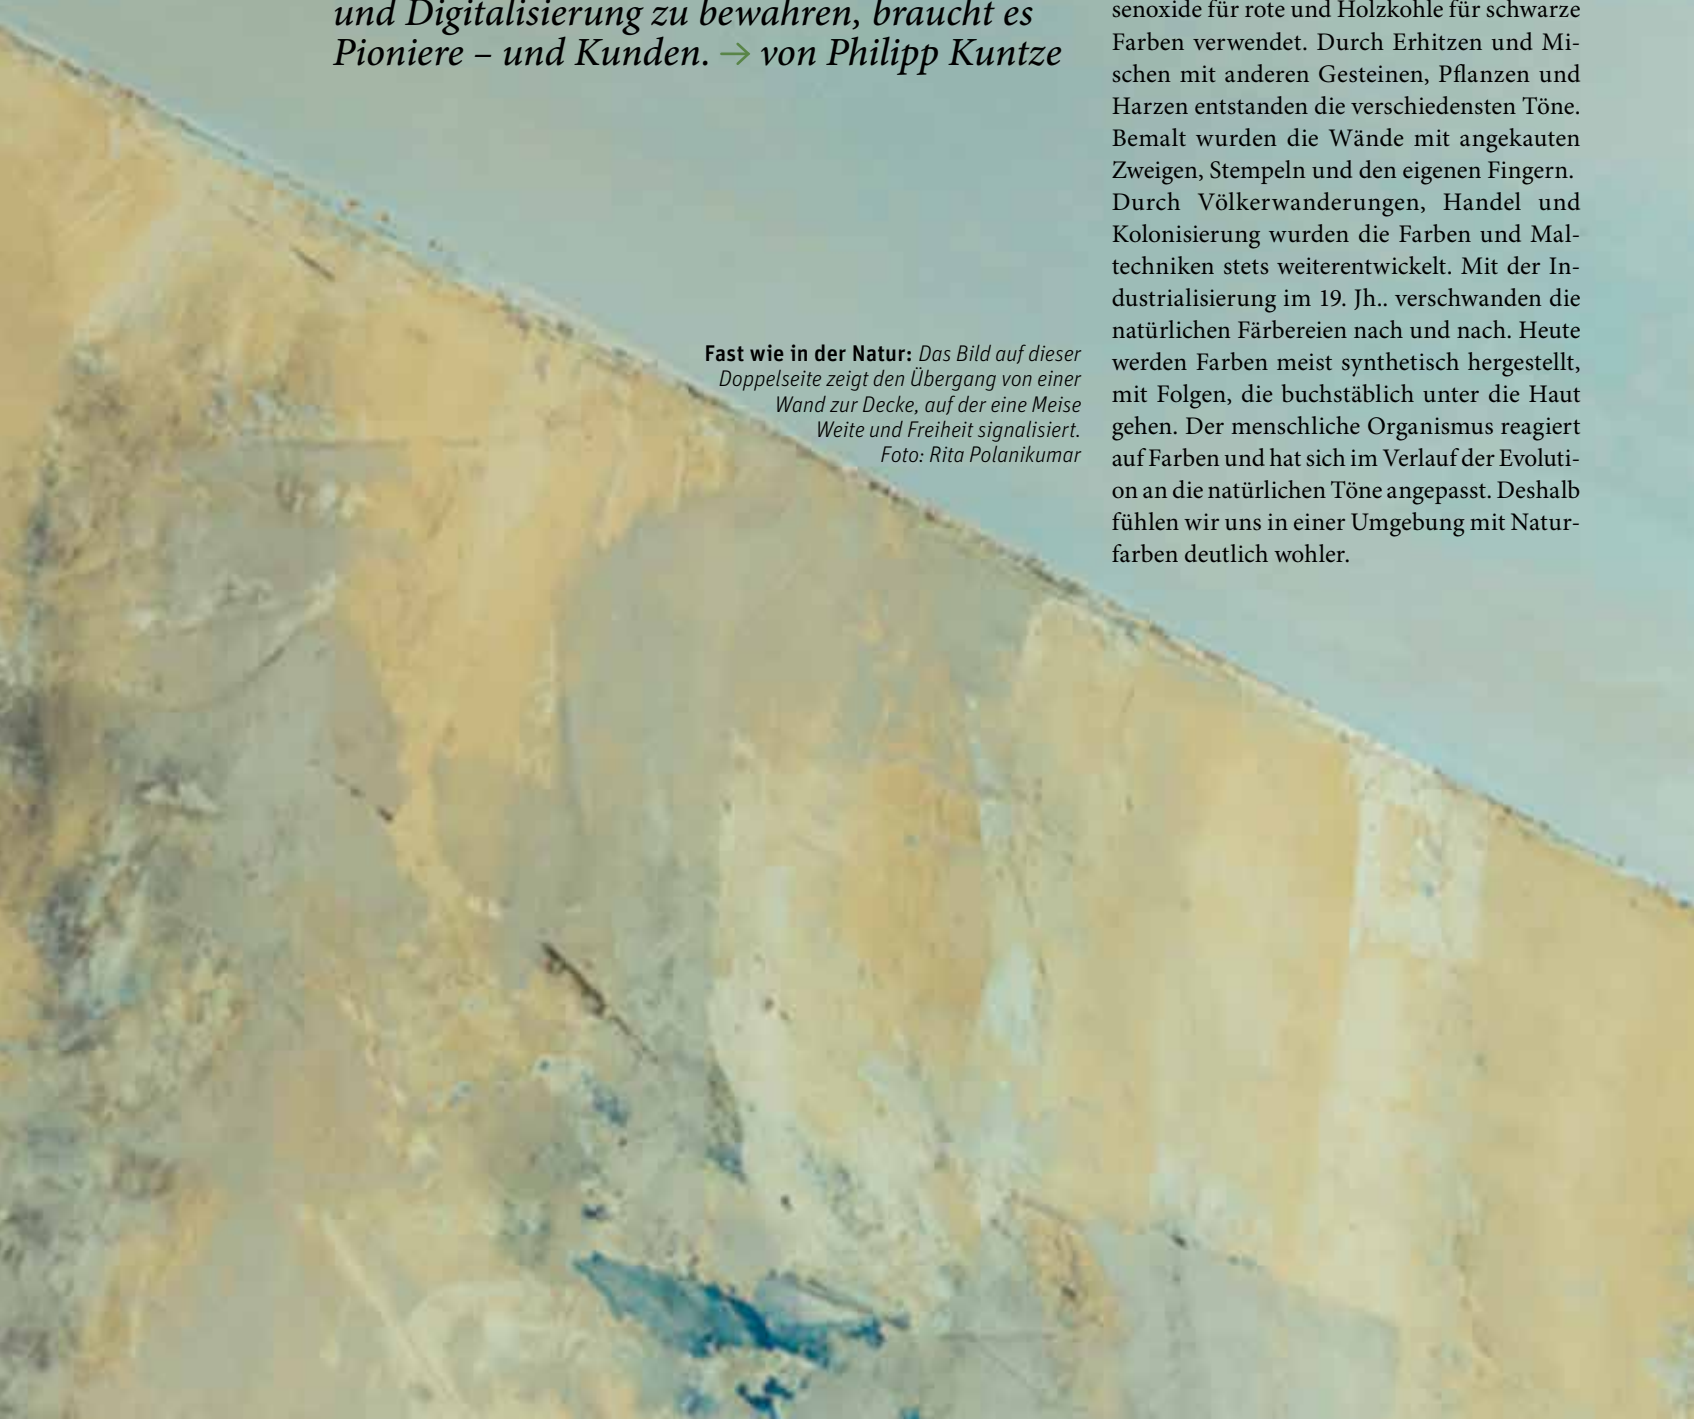 und Digitalisierung zu bewahren, braucht es
Pioniere – und Kunden. → von Philipp Kuntze
Fast wie in der Natur: Das Bild auf dieser
Doppelseite zeigt den Übergang von einer
Wand zur Decke, auf der eine Meise
Weite und Freiheit signalisiert.
Foto: Rita Polanikumar
senoxide für rote und Holzkohle für schwarze
Farben verwendet. Durch Erhitzen und Mi-
schen mit anderen Gesteinen, Pflanzen und
Harzen entstanden die verschiedensten Töne.
Bemalt wurden die Wände mit angekauten
Zweigen, Stempeln und den eigenen Fingern.
Durch Völkerwanderungen, Handel und
Kolonisierung wurden die Farben und Mal-
techniken stets weiterentwickelt. Mit der In-
dustrialisierung im 19. Jh.. verschwanden die
natürlichen Färbereien nach und nach. Heute
werden Farben meist synthetisch hergestellt,
mit Folgen, die buchstäblich unter die Haut
gehen. Der menschliche Organismus reagiert
auf Farben und hat sich im Verlauf der Evoluti-
on an die natürlichen Töne angepasst. Deshalb
fühlen wir uns in einer Umgebung mit Natur-
farben deutlich wohler.